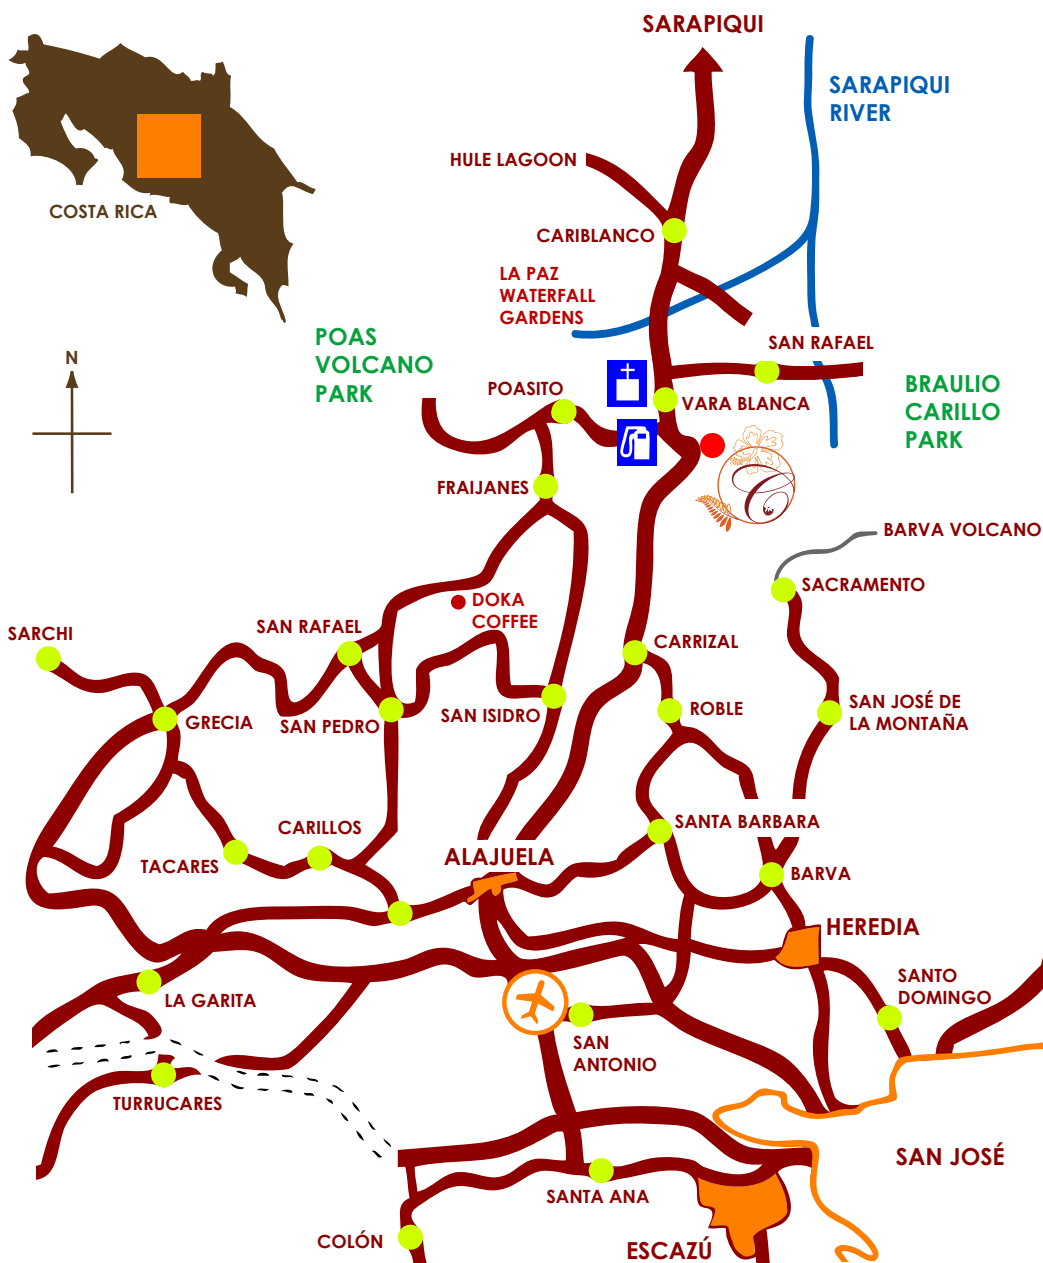 SARAPIQUI
SARAPIQUI
RIVER
HULE LAGOON
COSTA RICA
CARIBLANCO
LA PAZ
WATERFALL
GARDENS
POAS
VOLCANO
PARK
N
SAN RAFAEL
BRAULIO
CARILLO
PARK
POASITO
VARA BLANCA
FRAIJANES
C
BARVA VOLCANO
SACRAMENTO
DOKA
COFFEE
SARCHI
SAN RAFAEL
CARRIZAL
GRECIA
SAN PEDRO
SAN ISIDRO
ROBLE
SAN JOSÉ DE
LA MONTAÑA
CARILLOS
SANTA BARBARA
TACARES
ALAJUELA
BARVA
HEREDIA
LA GARITA
SANTO
DOMINGO
SAN
ANTONIO
TURRUCARES
SAN JOSÉ
SANTA ANA
COLÓN
ESCAZÚ